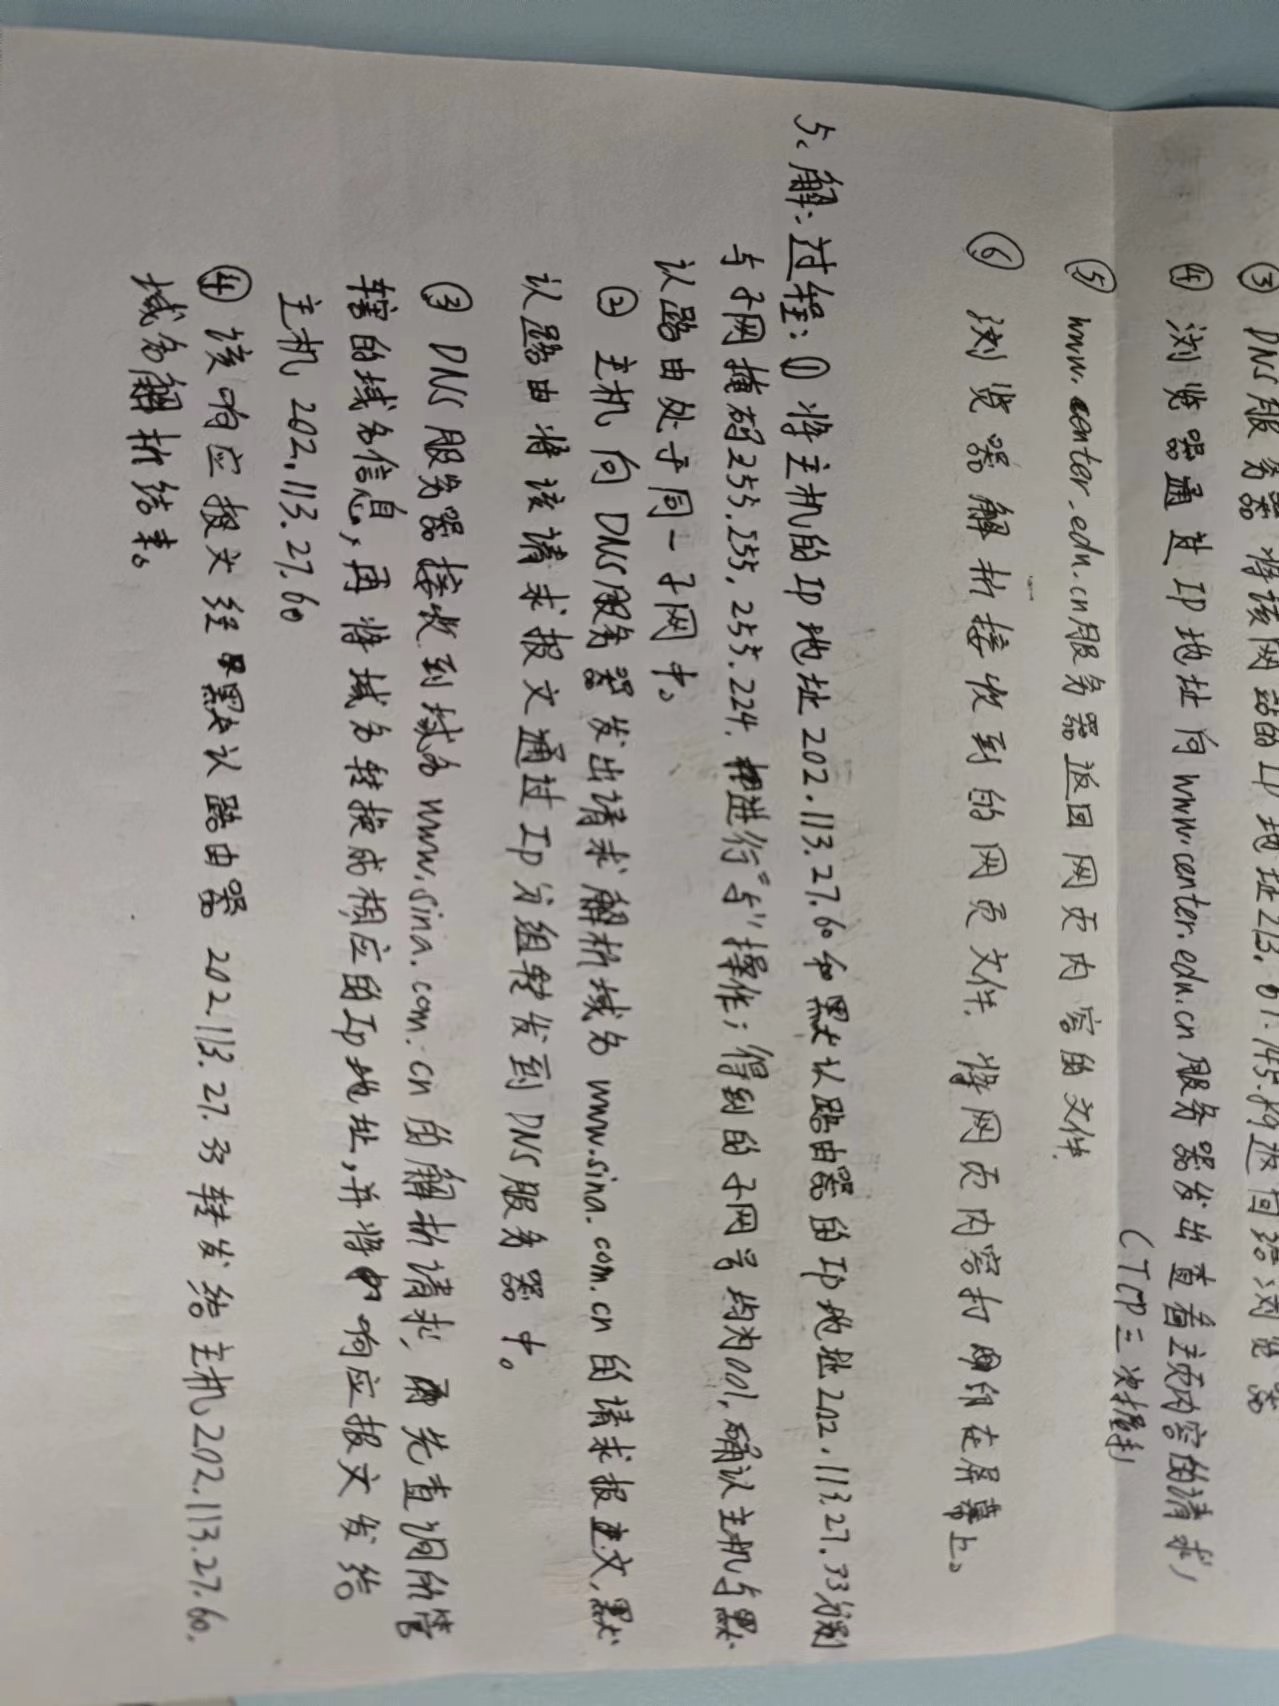 ③ DNS服务器将该网站的IP地址213.67.145.89返回给浏览器
④ 浏览器通过IP地址向www.center.edu.cn服务器发出查看主页内容的请求,
(TCP三次握手)
⑤ www.center.edu.cn服务器返回网页内容的文件.
⑥ 浏览器解析接收到的网页文件.将网页内容打印在屏幕上。
5、解:过程:① 将主机的IP地址202.113.27.60和默认路由器的IP地址202.113.27.33分别
与子网掩码255.255.255.224.进行"与"操作;得到的子网号均为001,确认主机与默
认路由处于同一子网中。
② 主机向DNS服务器发出请求解析域名www.sina.com.cn的请求报文,默
认路由将该请求报文通过IP分组转发到DNS服务器中。
③ DNS服务器接收到域名www.sina.com.cn的解析请求,先查询所管
辖的域名信息,再将域名转换成相应的IP地址,并将响应报文发给
主机202.113.27.60
④ 该响应报文经默认路由器202.113.27.33转发给主机202.113.27.60.
域名解析结束。